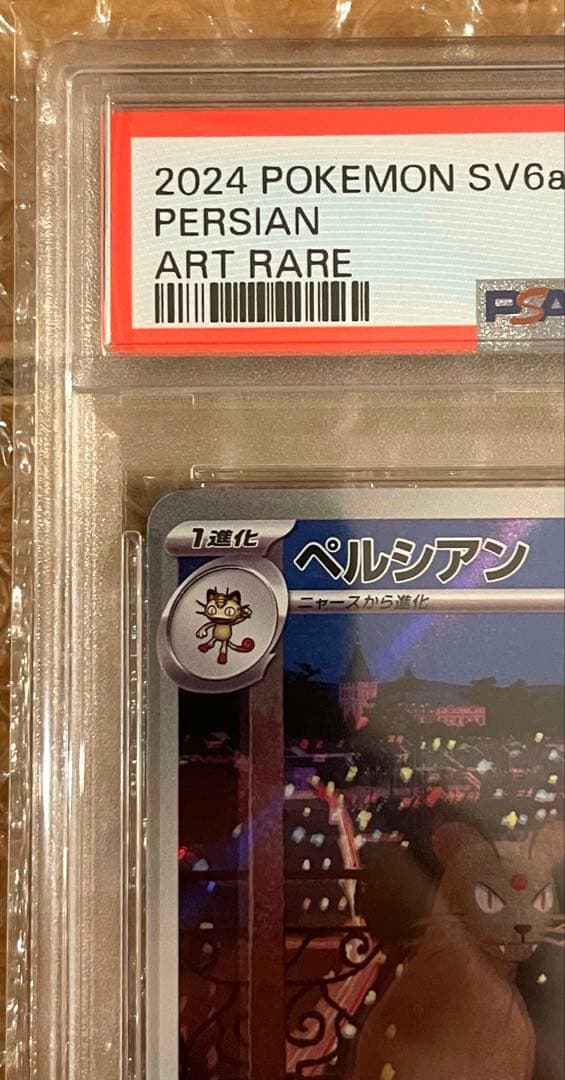 2024 POKEMON SV6a
PERSIAN
ART RARE
PSA
1進化
ペルシアン
ニャースから進化